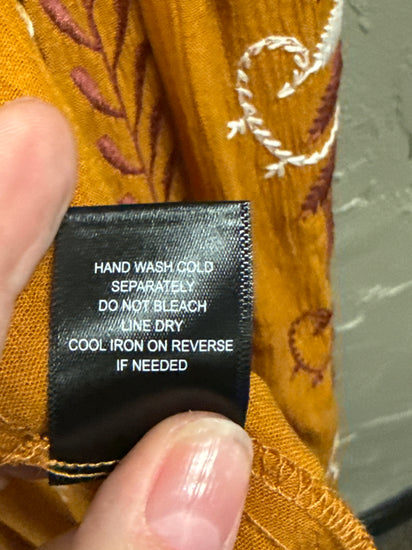 HAND WASH COLD
SEPARATELY
DO NOT BLEACH
LINE DRY
COOL IRON ON REVERSE
IF NEEDED